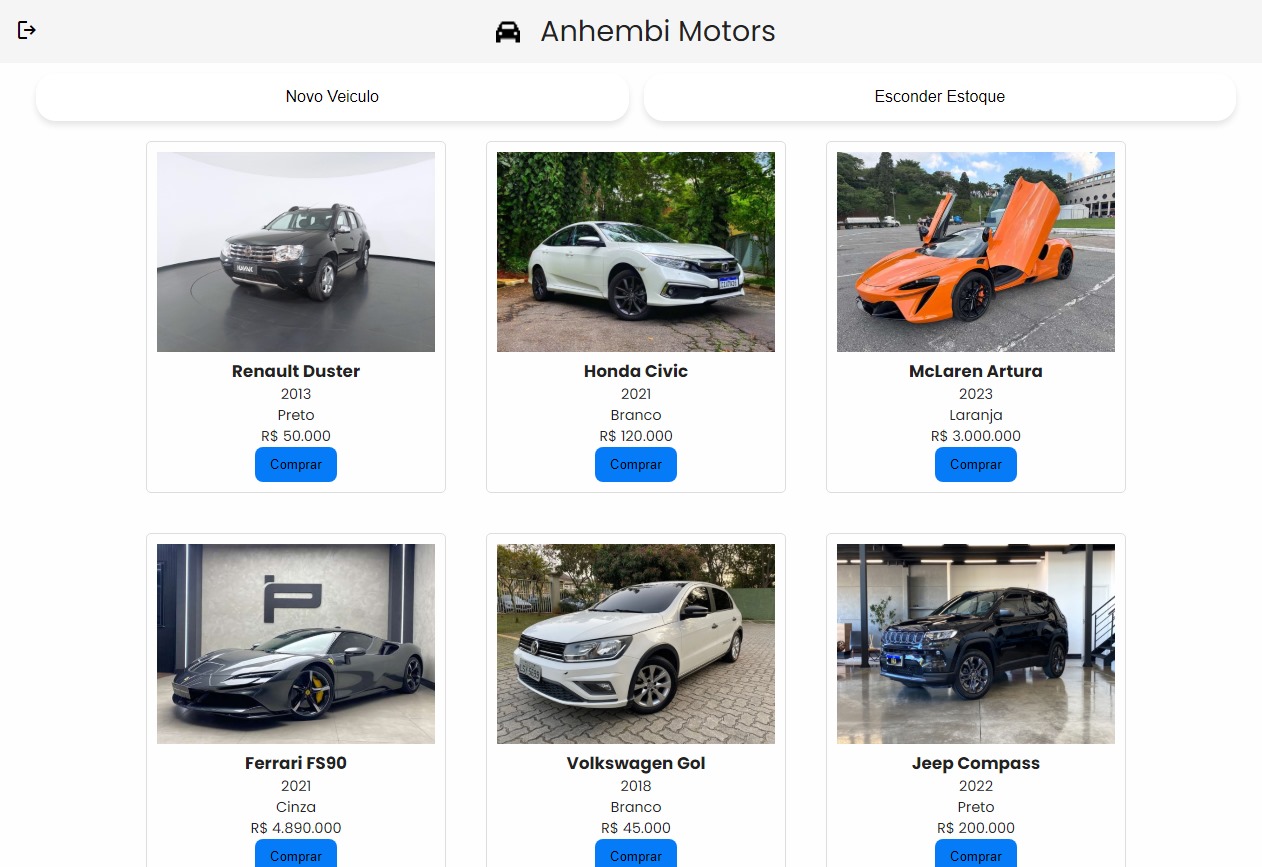 Anhembi Motors
Novo Veiculo
Esconder Estoque
Renault Duster
2013
Preto
R$ 50.000
Comprar
Honda Civic
2021
Branco
R$ 120.000
Comprar
McLaren Artura
2023
Laranja
R$ 3.000.000
Comprar
Ferrari FS90
2021
Cinza
R$ 4.890.000
Comprar
Volkswagen Gol
2018
Branco
R$ 45.000
Comprar
Jeep Compass
2022
Preto
R$ 200.000
Comprar